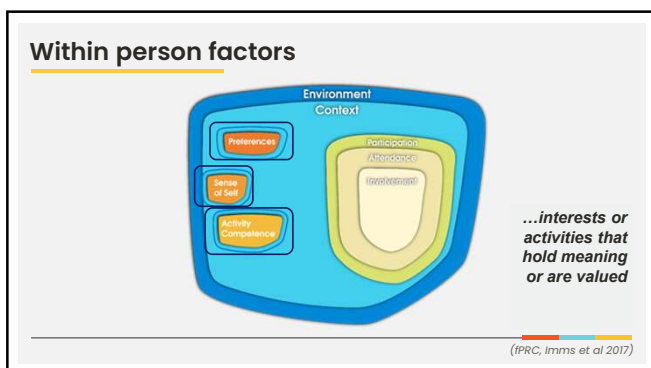 Within person factors
Environment
Context
Preferences
Participation
Attendance
Involvement
Sense
of Self
Activity
Competence
...interests or
activities that
hold meaning
or are valued
(fPRC, Imms et al 2017)